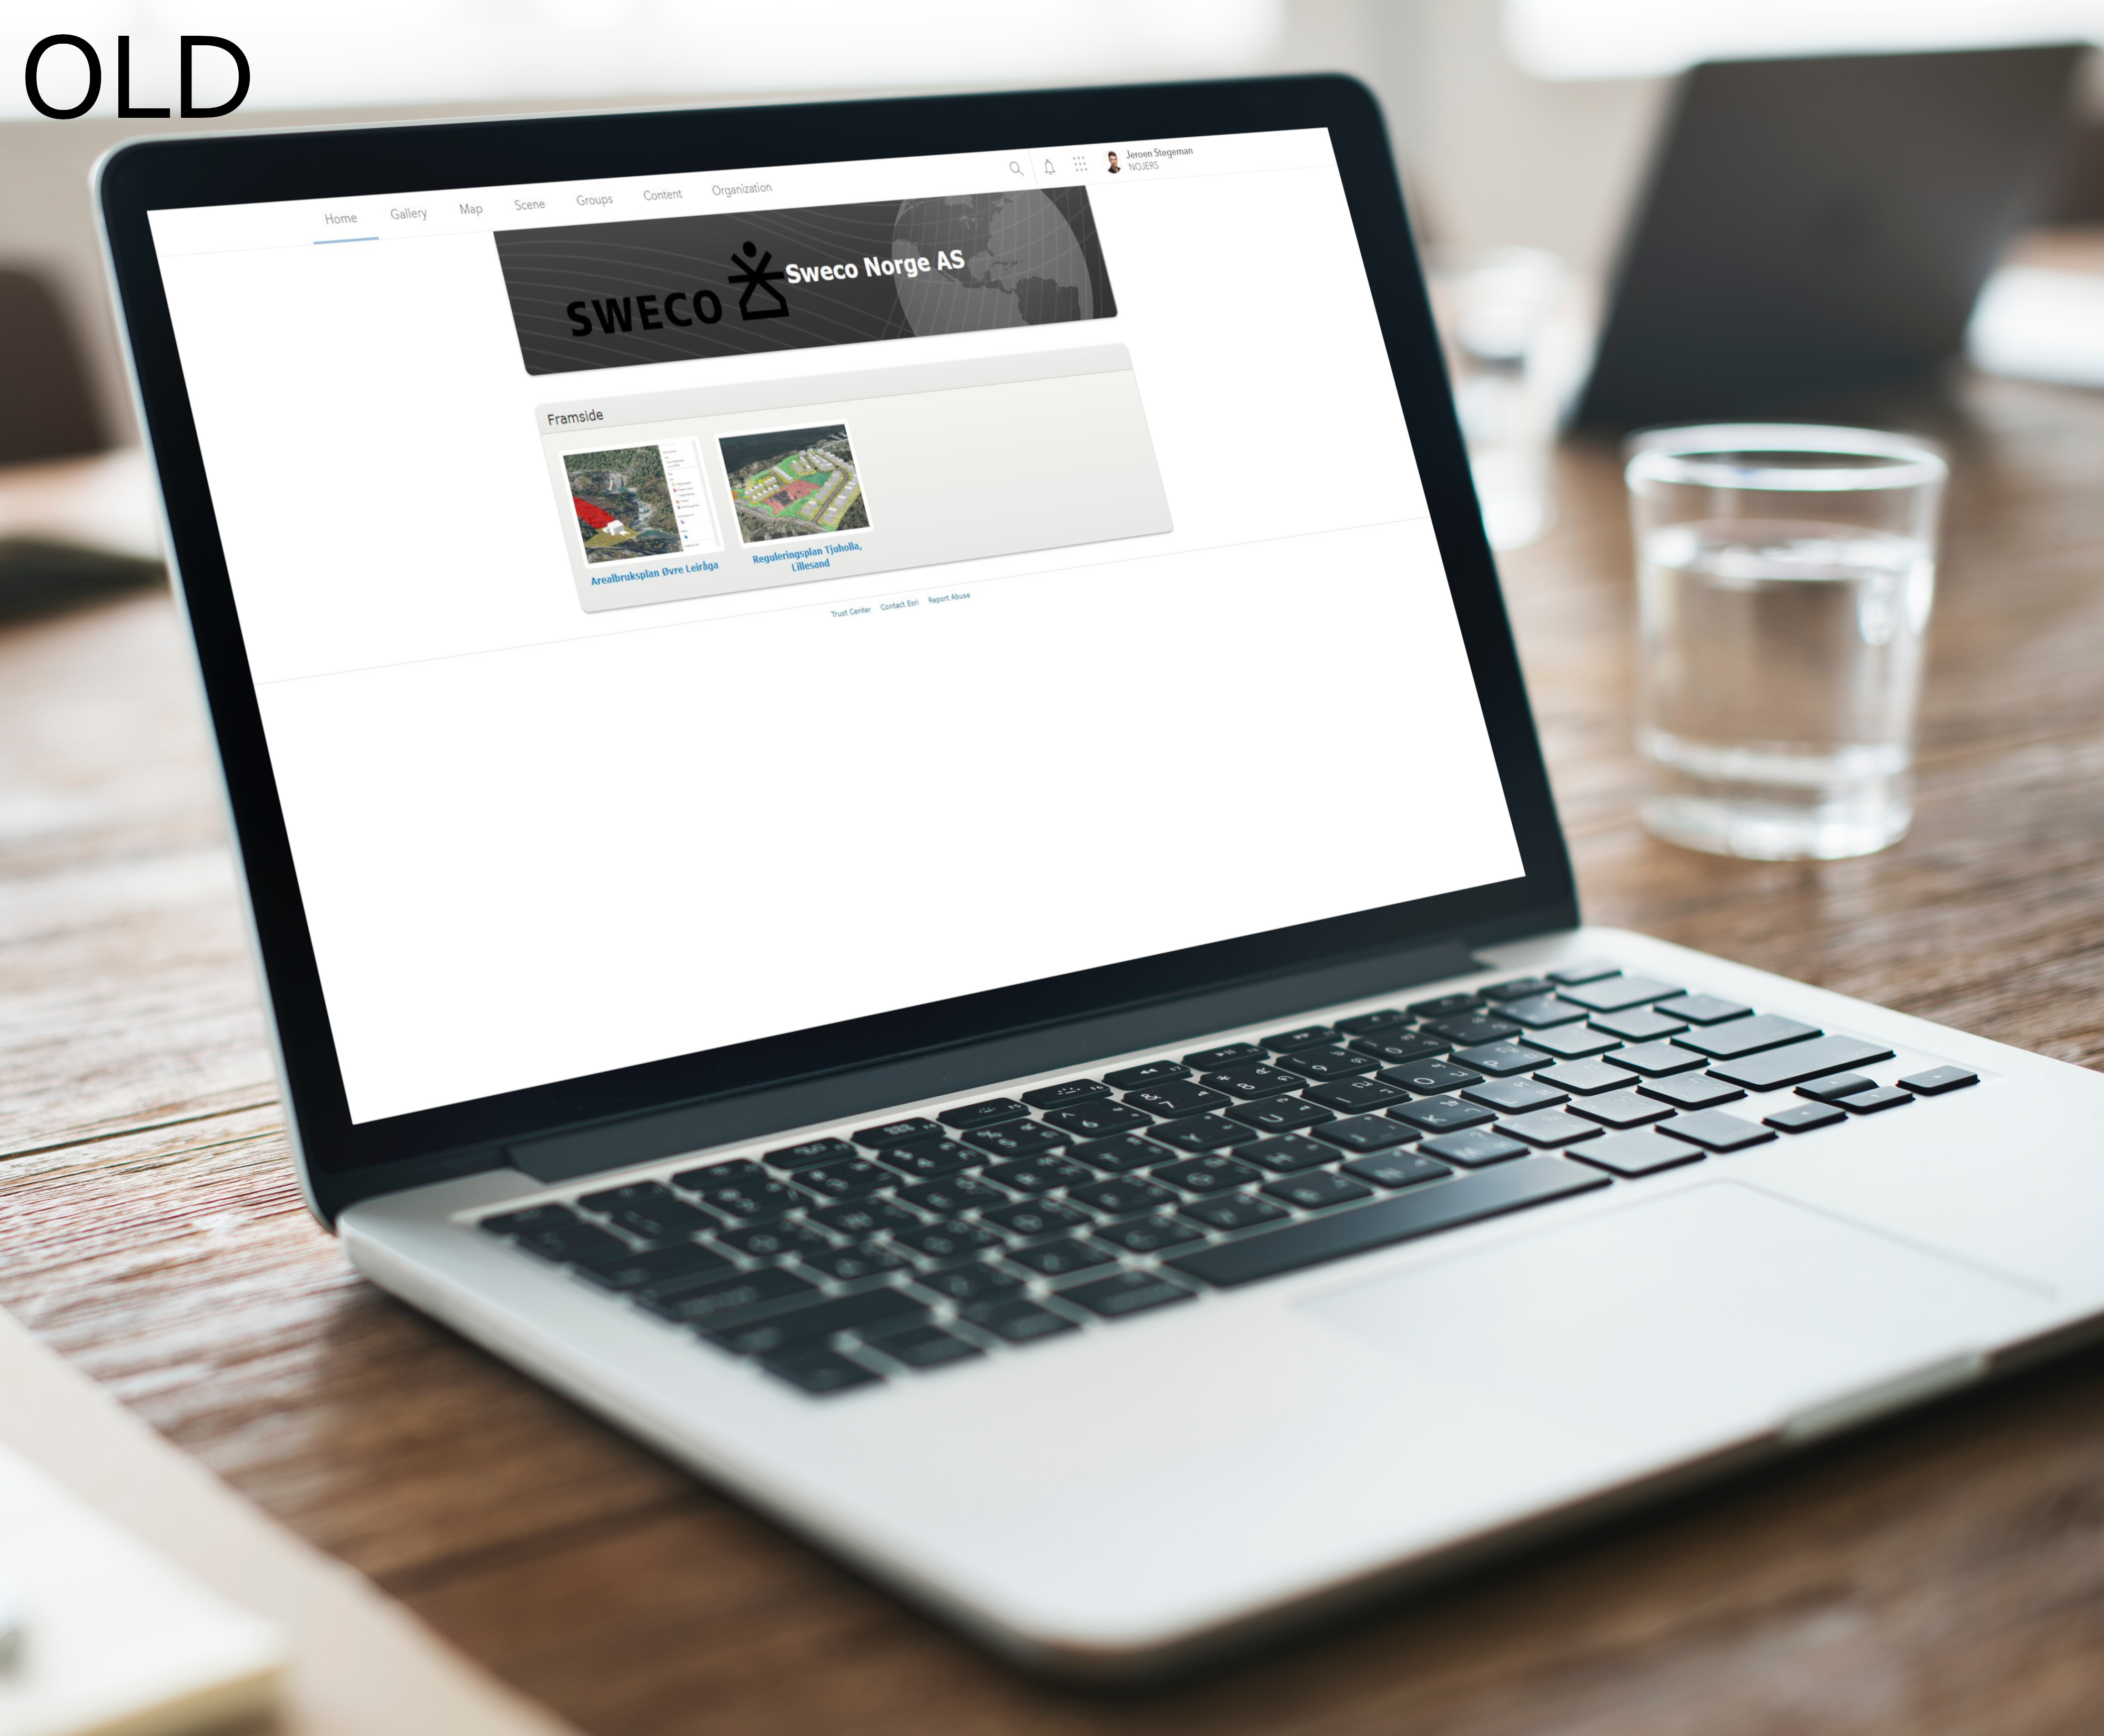 OLD
Home Gallery Map Scene Groups Content Organization
Jeroen Stegeman
NOJERS
SWECO
Sweco Norge AS
Framside
Arealbruksplan Øvre Leiråga
Reguleringsplan Tjuholla,
Lillesand
Trust Center Contact Esri Report Abuse